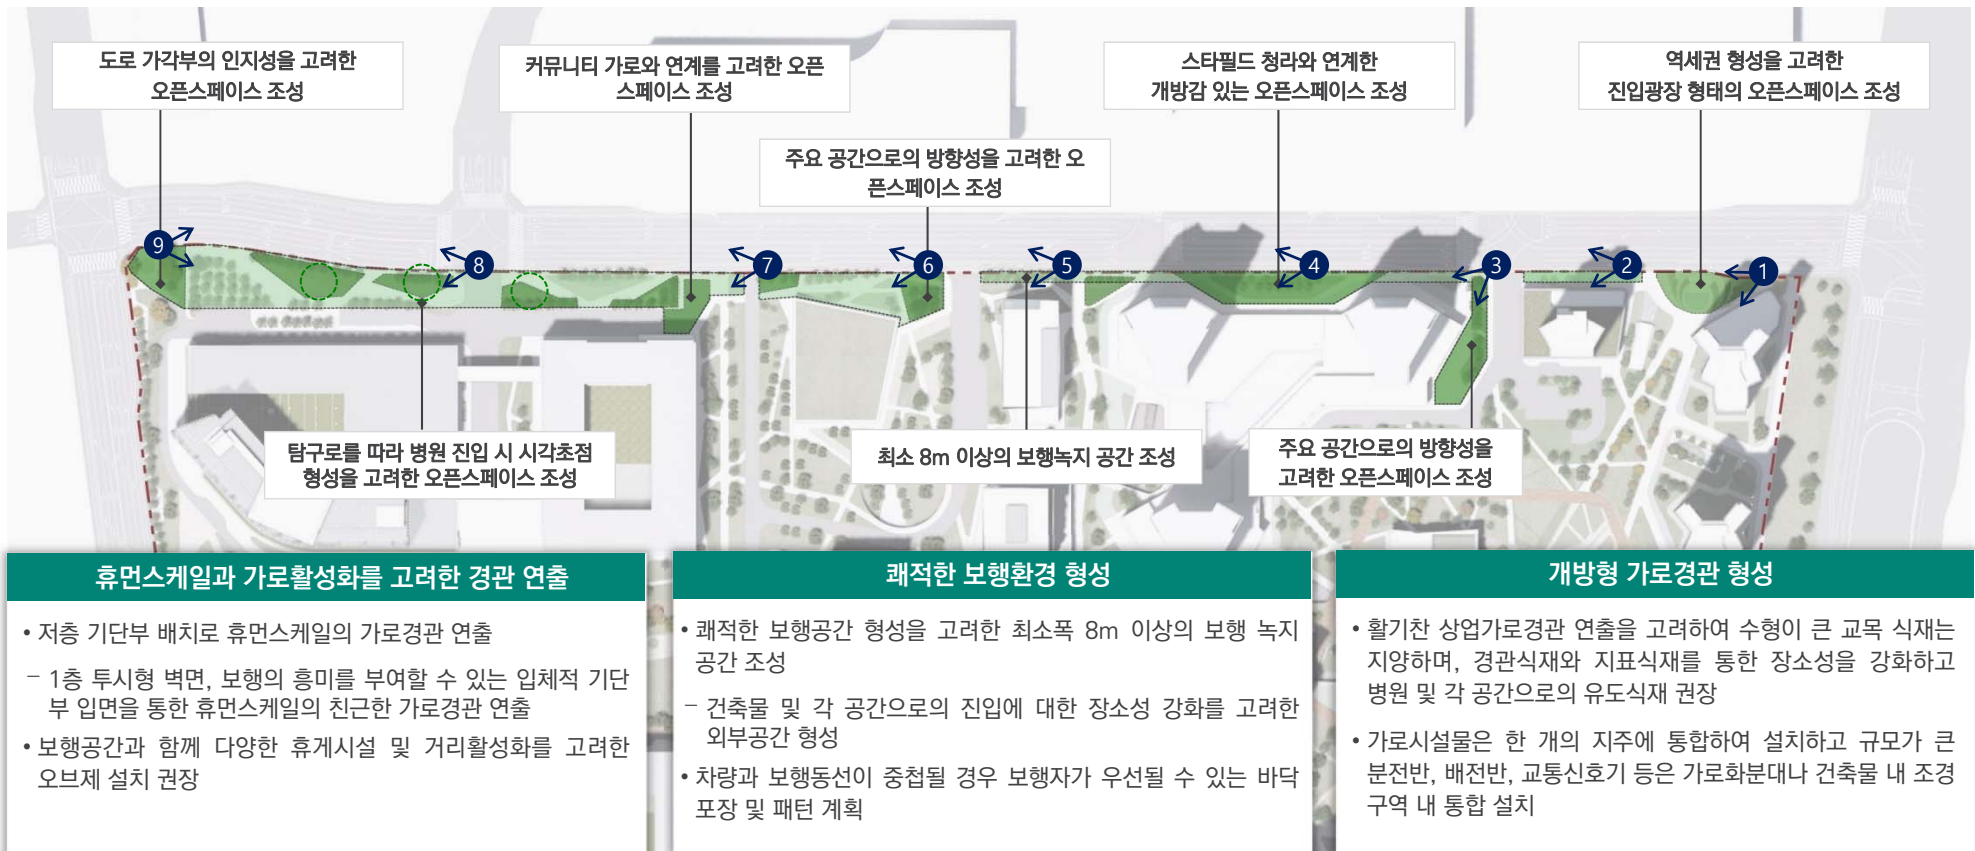 도로 가각부의 인지성을 고려한
오픈스페이스 조성
커뮤니티 가로와 연계를 고려한 오픈
스페이스 조성
스타필드 청라와 연계한
개방감 있는 오픈스페이스 조성
역세권 형성을 고려한
진입광장 형태의 오픈스페이스 조성
주요 공간으로의 방향성을 고려한 오
픈스페이스 조성
9
8
7
6
5
4
3
2
1
탐구로를 따라 병원 진입 시 시각초점
형성을 고려한 오픈스페이스 조성
최소 8m 이상의 보행녹지 공간 조성
주요 공간으로의 방향성을
고려한 오픈스페이스 조성
휴먼스케일과 가로활성화를 고려한 경관 연출
• 저층 기단부 배치로 휴먼스케일의 가로경관 연출
– 1층 투시형 벽면, 보행의 흥미를 부여할 수 있는 입체적 기단
부 입면을 통한 휴먼스케일의 친근한 가로경관 연출
• 보행공간과 함께 다양한 휴게시설 및 거리활성화를 고려한
오브제 설치 권장
쾌적한 보행환경 형성
• 쾌적한 보행공간 형성을 고려한 최소폭 8m 이상의 보행 녹지
공간 조성
– 건축물 및 각 공간으로의 진입에 대한 장소성 강화를 고려한
외부공간 형성
• 차량과 보행동선이 중첩될 경우 보행자가 우선될 수 있는 바닥
포장 및 패턴 계획
개방형 가로경관 형성
• 활기찬 상업가로경관 연출을 고려하여 수형이 큰 교목 식재는
지양하며, 경관식재와 지표식재를 통한 장소성을 강화하고
병원 및 각 공간으로의 유도식재 권장
• 가로시설물은 한 개의 지주에 통합하여 설치하고 규모가 큰
분전반, 배전반, 교통신호기 등은 가로화분대나 건축물 내 조경
구역 내 통합 설치